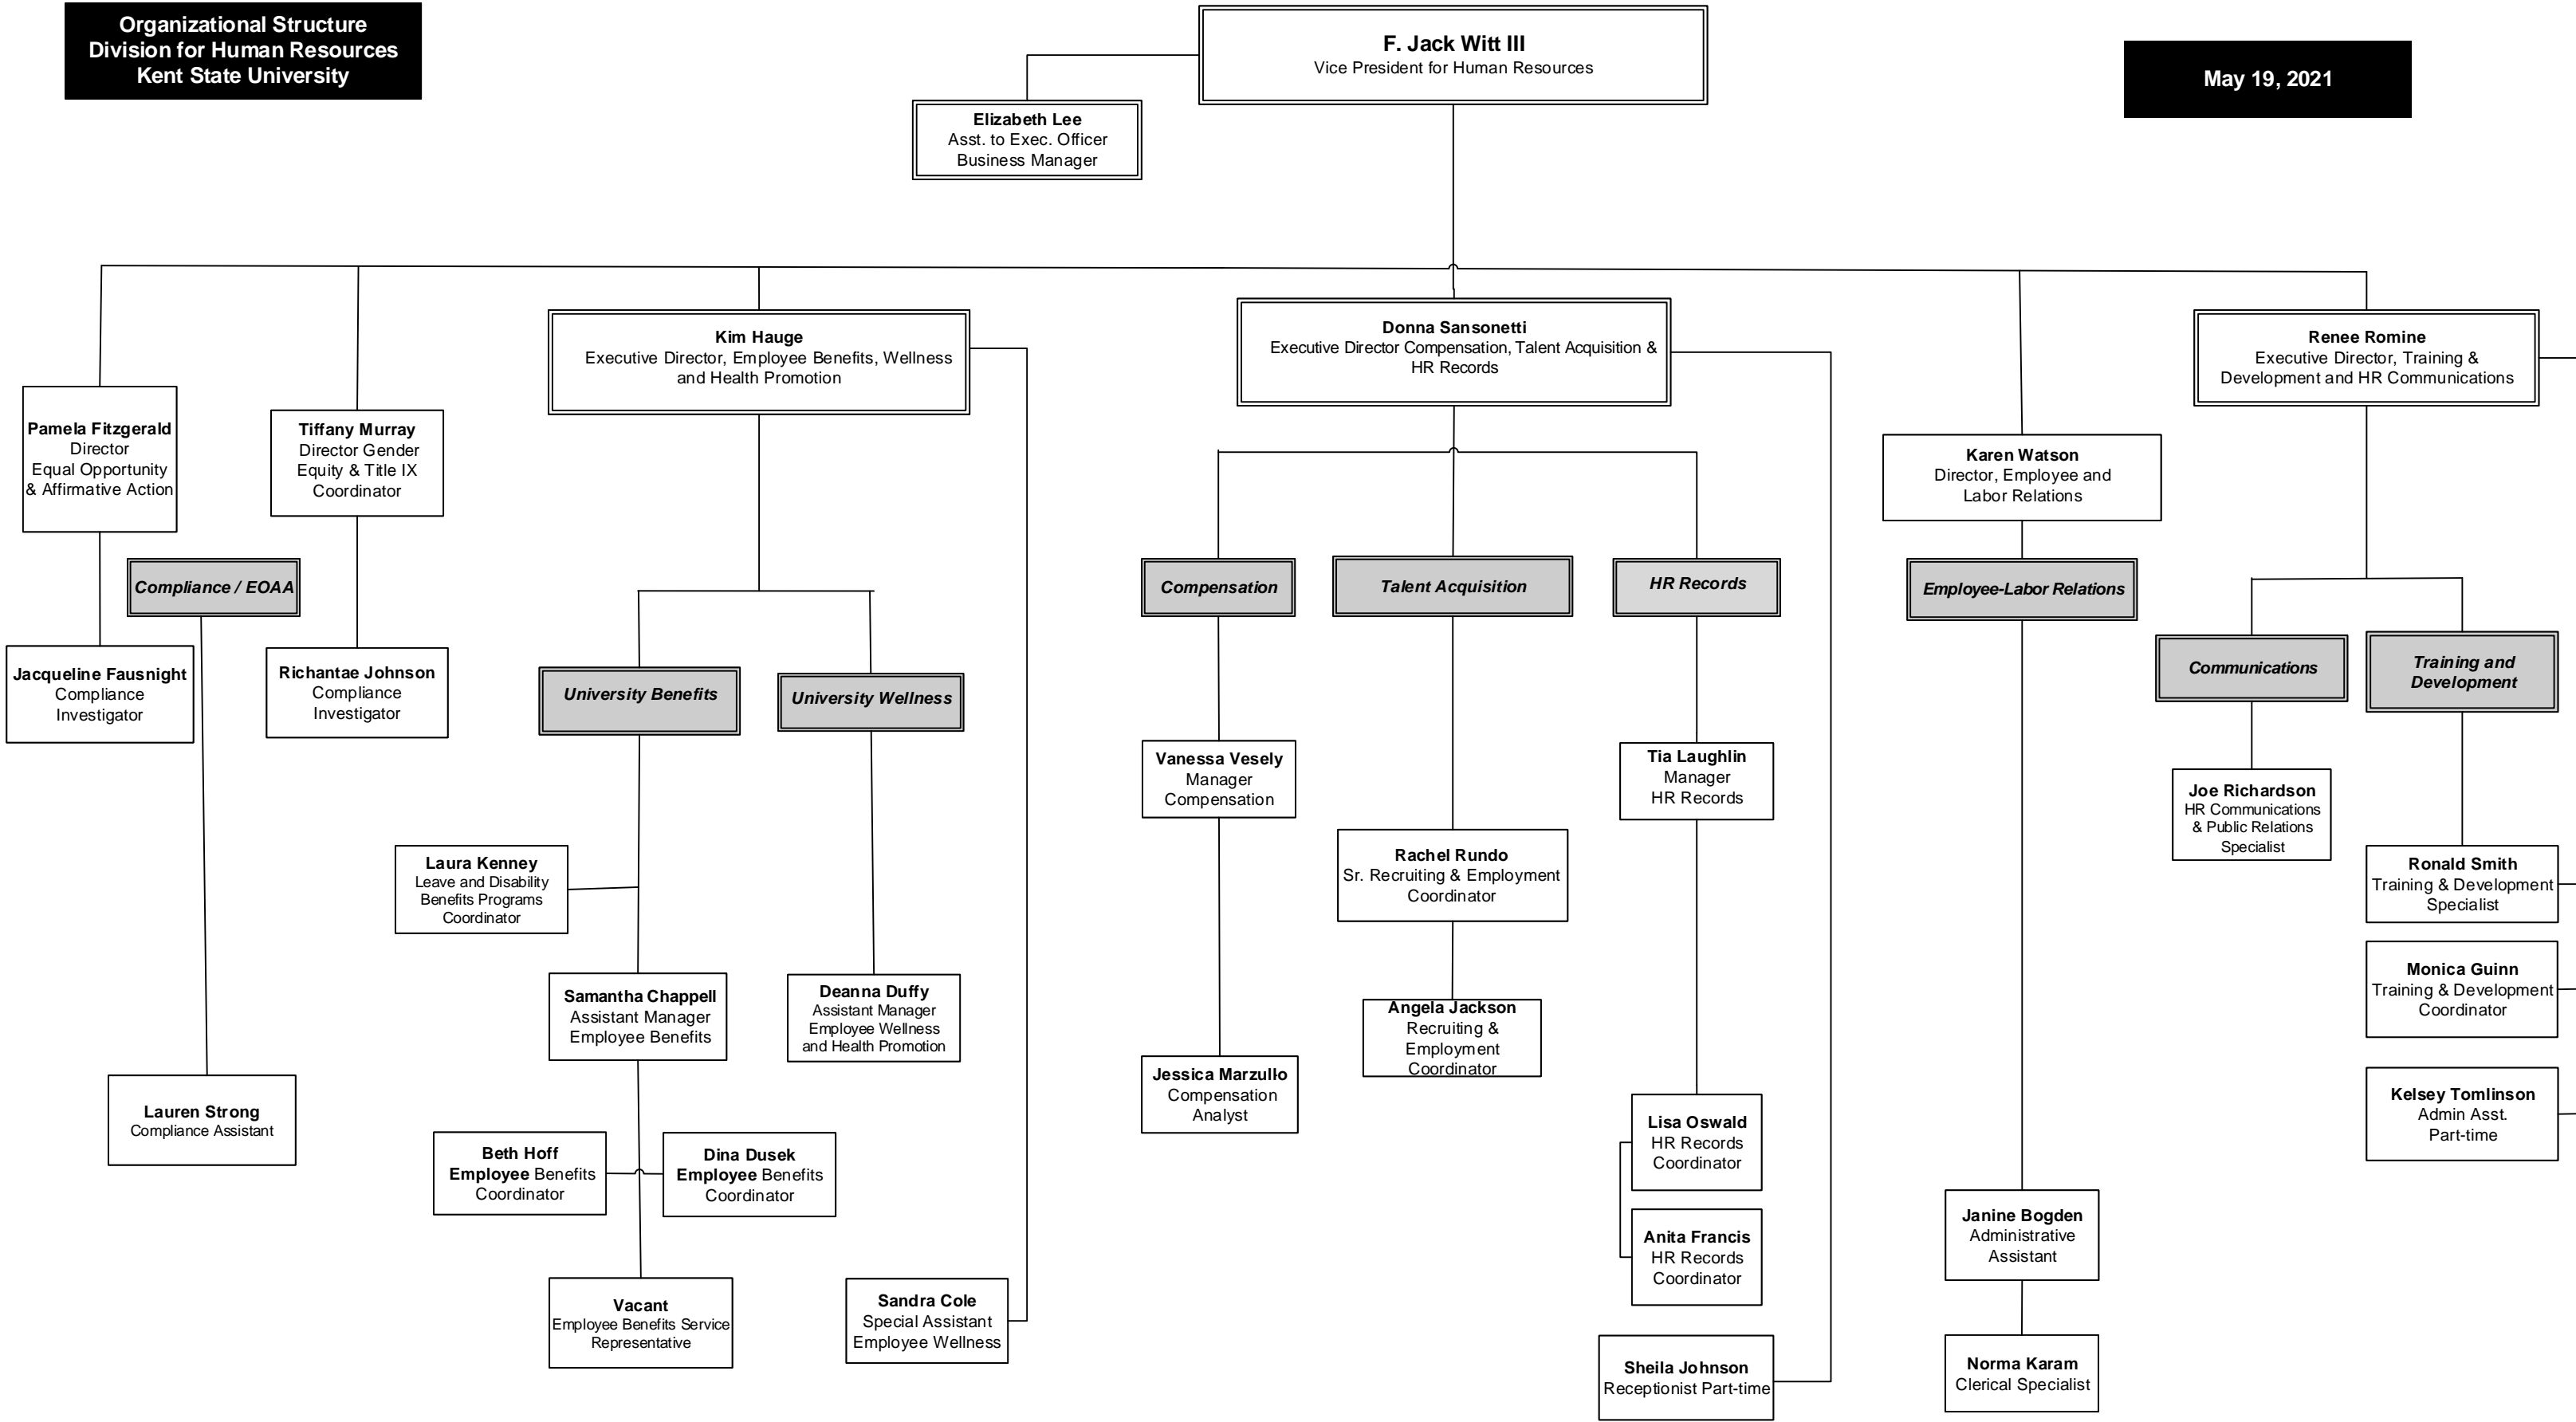 Organizational Structure
Division for Human Resources
Kent State University
F. Jack Witt III
Vice President for Human Resources
May 19, 2021
Elizabeth Lee
Asst. to Exec. Officer
Business Manager
Pamela Fitzgerald
Director
Equal Opportunity
& Affirmative Action
Tiffany Murray
Director Gender
Equity & Title IX
Coordinator
Kim Hauge
Executive Director, Employee Benefits, Wellness
and Health Promotion
Donna Sansonetti
Executive Director Compensation, Talent Acquisition &
HR Records
Karen Watson
Director, Employee and
Labor Relations
Renee Romine
Executive Director, Training &
Development and HR Communications
Compliance / EOAA
Jacqueline Fausnight
Compliance
Investigator
Richantae Johnson
Compliance
Investigator
Lauren Strong
Compliance Assistant
University Benefits
University Wellness
Laura Kenney
Leave and Disability
Benefits Programs
Coordinator
Samantha Chappell
Assistant Manager
Employee Benefits
Deanna Duffy
Assistant Manager
Employee Wellness
and Health Promotion
Beth Hoff
Employee Benefits
Coordinator
Dina Dusek
Employee Benefits
Coordinator
Vacant
Employee Benefits Service
Representative
Sandra Cole
Special Assistant
Employee Wellness
Compensation
Talent Acquisition
HR Records
Vanessa Vesely
Manager
Compensation
Jessica Marzullo
Compensation
Analyst
Rachel Rundo
Sr. Recruiting & Employment
Coordinator
Angela Jackson
Recruiting &
Employment
Coordinator
Tia Laughlin
Manager
HR Records
Lisa Oswald
HR Records
Coordinator
Anita Francis
HR Records
Coordinator
Sheila Johnson
Receptionist Part-time
Employee-Labor Relations
Janine Bogden
Administrative
Assistant
Norma Karam
Clerical Specialist
Communications
Training and
Development
Joe Richardson
HR Communications
& Public Relations
Specialist
Ronald Smith
Training & Development
Specialist
Monica Guinn
Training & Development
Coordinator
Kelsey Tomlinson
Admin Asst.
Part-time